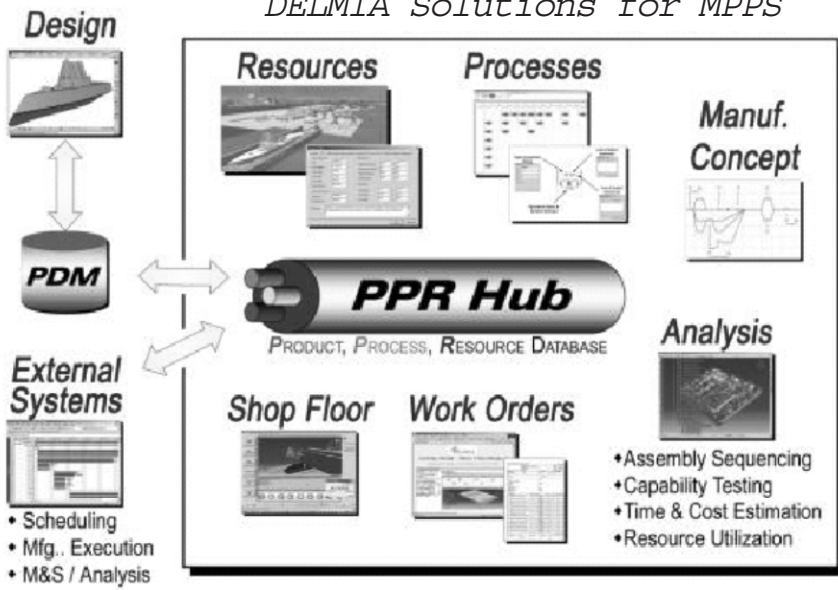 DELMIA Solutions for MPPS
Design
Resources
Processes
Manuf.
Concept
PDM
PPR Hub
PRODUCT, PROCESS, RESOURCE DATABASE
External
Systems
• Scheduling
• Mfg.. Execution
• M&S / Analysis
Shop Floor
Work Orders
Analysis
•Assembly Sequencing
•Capability Testing
•Time & Cost Estimation
•Resource Utilization